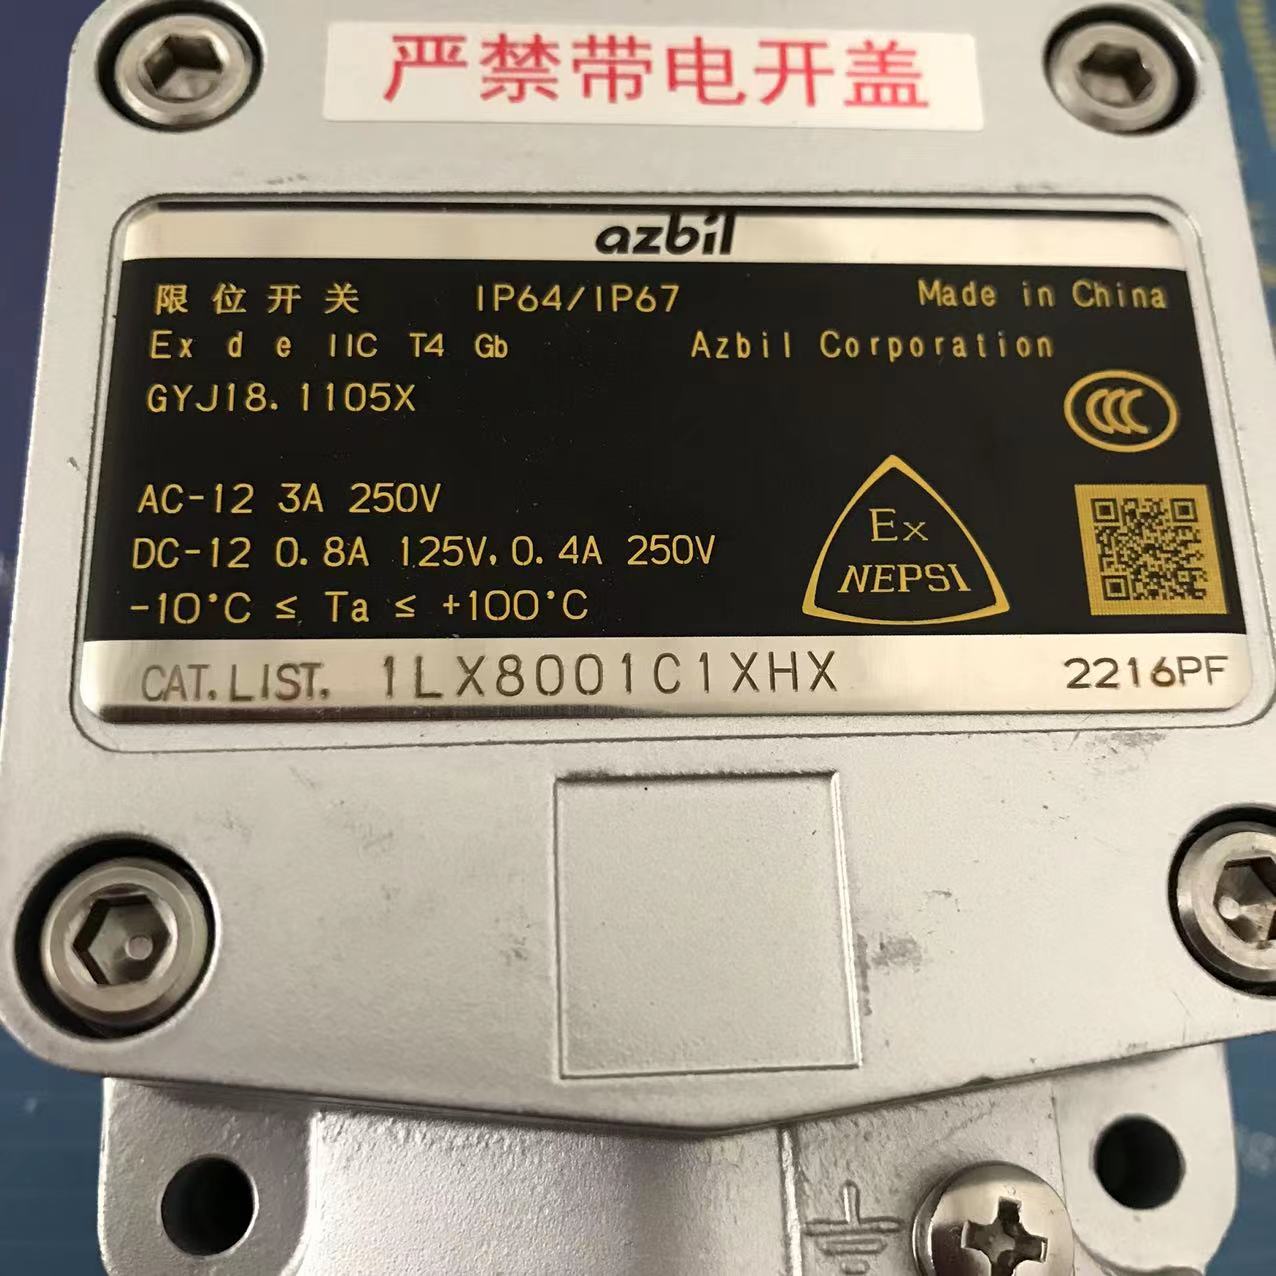 严禁带电开盖
azbil
限位开关 IP64/IP67 Made in China
Ex d e IIC T4 Gb Azbil Corporation
GYJ18.1105X
CCC
AC-12 3A 250V
DC-12 0.8A 125V,0.4A 250V
Ex
NEPSI
-10°C ≤ Ta ≤ +100°C
CAT.LIST. 1LX8001C1XHX 2216PF